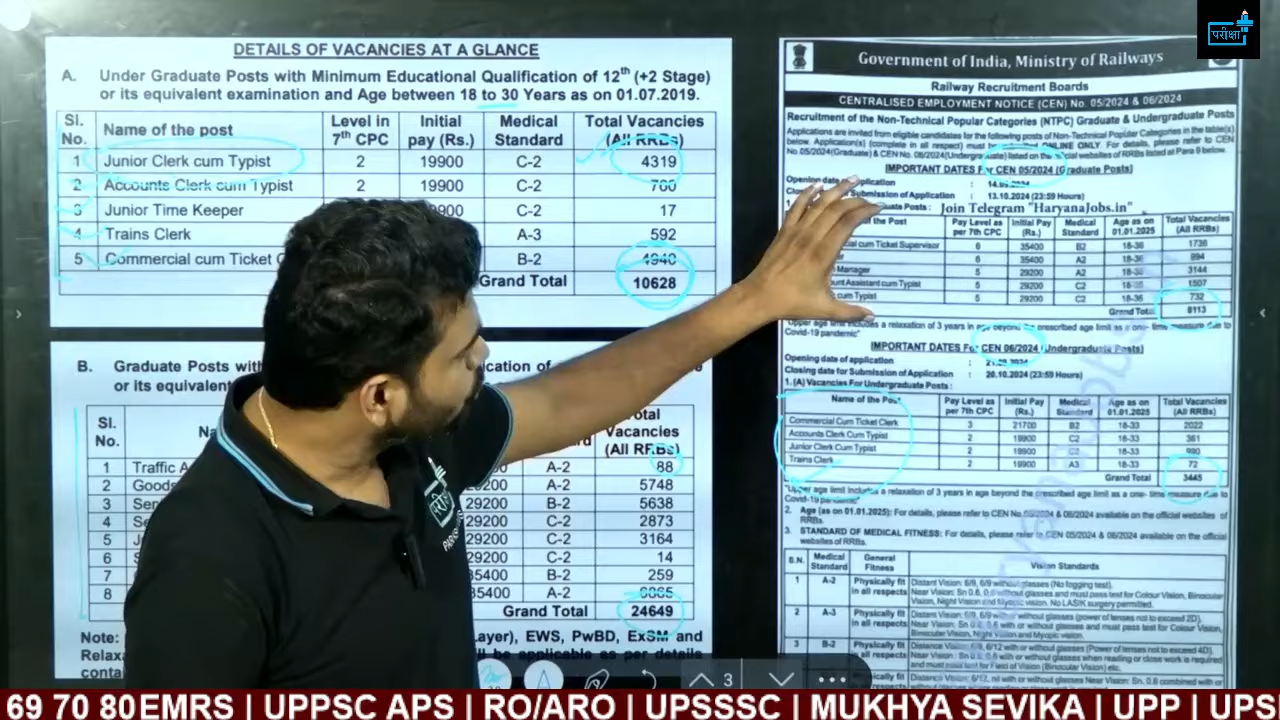 परीक्षा
DETAILS OF VACANCIES AT A GLANCE
A. Under Graduate Posts with Minimum Educational Qualification of 12th (+2 Stage)
or its equivalent examination and Age between 18 to 30 Years as on 01.07.2019.
Sl. No. Name of the post Level in 7th CPC Initial pay (Rs.) Medical Standard Total Vacancies (All RRBs)
1 Junior Clerk cum Typist 2 19900 C-2 4319
2 Accounts Clerk cum Typist 2 19900 C-2 760
3 Junior Time Keeper C-2 17
4 Trains Clerk A-3 592
5 Commercial cum Ticket B-2 4940
Grand Total 10628
B. Graduate Posts
or its equivalent
Sl. No. Total Vacancies (All RRBs)
1 Traffic A-2 88
2 A-2 5748
3 29200 B-2 5638
4 29200 C-2 2873
5 29200 C-2 3164
6 29200 C-2 14
7 35400 B-2 259
8 35400 A-2
Grand Total 24649
Note: EWS, PwBD, ExSM and
applicable as per details
Government of India, Ministry of Railways
Railway Recruitment Boards
CENTRALISED EMPLOYMENT NOTICE (CEN) No. 05/2024 & 06/2024
Recruitment of the Non-Technical Popular Categories (NTPC) Graduate & Undergraduate Posts
Applications are invited from eligible candidates for the following posts of Non-Technical Popular Categories in the table(s)
below. Application(s) (complete in all respect) must be ONLINE ONLY. For details, please refer to CEN
No.05/2024(Graduate) & CEN No. 06/2024(Undergraduate) listed on the official websites of RRBs listed at Para 9 below.
IMPORTANT DATES For CEN 05/2024 (Graduate Posts)
Opening date of Application : 14.09.2024
Submission of Application : 13.10.2024 (23:59 Hours)
Join Telegram "HaryanaJobs.in"
the Post Pay Level as per 7th CPC Initial Pay (Rs.) Medical Standard Age as on 01.01.2025 Total Vacancies (All RRBs)
cum Ticket Supervisor 6 35400 B2 18-36 1736
6 35400 A2 18-36 994
Manager 5 29200 A2 18-36 3144
Account Assistant cum Typist 5 29200 C2 18-36 1507
cum Typist 5 29200 C2 18-36 732
Grand Total 8113
"Upper age limit includes a relaxation of 3 years in age beyond the prescribed age limit as a one- time measure due to
Covid-19 pandemic"
IMPORTANT DATES For CEN 06/2024 (Undergraduate Posts)
Opening date of application : 21.09.2024
Closing date for Submission of Application : 20.10.2024 (23:59 Hours)
1. (A) Vacancies For Undergraduate Posts :
Name of the Post Pay Level as per 7th CPC Initial Pay (Rs.) Medical Standard Age as on 01.01.2025 Total Vacancies (All RRBs)
Commercial Cum Ticket Clerk 3 21700 B2 18-33 2022
Accounts Clerk Cum Typist 2 19900 C2 18-33 361
Junior Clerk Cum Typist 2 19900 C2 18-33 990
Trains Clerk 2 19900 A3 18-33 72
Grand Total 3445
"Upper age limit includes a relaxation of 3 years in age beyond the prescribed age limit as a one- time measure due to
Covid-19 pandemic"
2. Age (as on 01.01.2025): For details, please refer to CEN No.05/2024 & 06/2024 available on the official websites of
RRBs.
3. STANDARD OF MEDICAL FITNESS: For details, please refer to CEN 05/2024 & 06/2024 available on the official
websites of RRBs.
S.N. Medical Standard General Fitness Vision Standards
1 A-2 Physically fit in all respects Distant Vision: 6/9, 6/9 without glasses (No fogging test).
Near Vision: Sn 0.6, 0.6 without glasses and must pass test for Colour Vision, Binocular
Vision, Night Vision and Myopic vision. No LASIK surgery permitted.
2 A-3 Physically fit in all respects Distant Vision: 6/9, 6/9 with or without glasses (power of lenses not to exceed 2D).
Near Vision: Sn 0.6, 0.6 with or without glasses and must pass test for Colour Vision,
Binocular Vision, Night Vision and Myopic vision.
3 B-2 Physically fit in all respects Distant Vision: 6/9, 6/12 with or without glasses (Power of lenses not to exceed 4D).
Near Vision: Sn 0.6, 0.6 with or without glasses when reading or close work is required
and must pass test for Field of Vision (Binocular Vision) etc.
Physically fit Distant Vision: 6/12, nil with or without glasses Near Vision: Sn. 0.6 combined with or
3
69 70 80 EMRS | UPPSC APS | RO/ARO | UPSSSC | MUKHYA SEVIKA | UPP | UPS